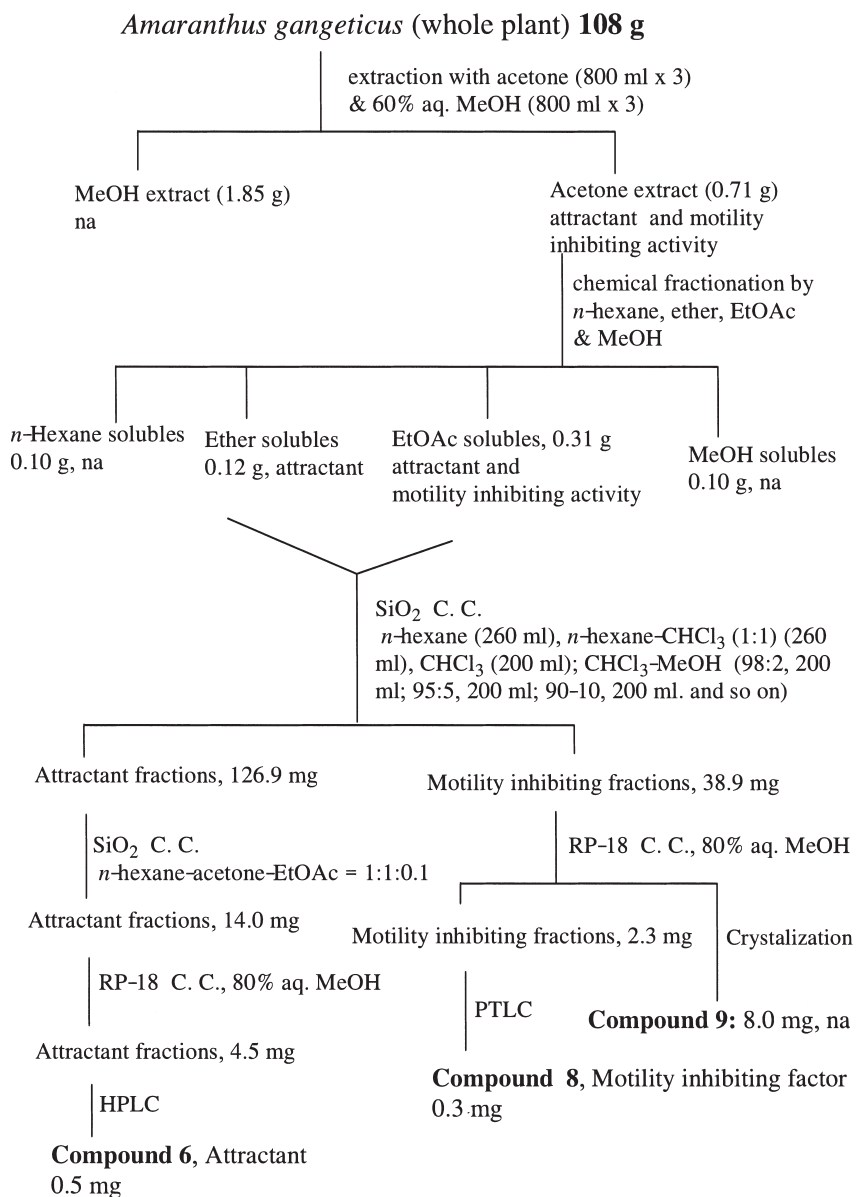 Amaranthus gangeticus (whole plant) 108 g
extraction with acetone (800 ml x 3)
& 60% aq. MeOH (800 ml x 3)
MeOH extract (1.85 g)
na
Acetone extract (0.71 g)
attractant and motility
inhibiting activity
chemical fractionation by
n-hexane, ether, EtOAc
& MeOH
n-Hexane solubles
0.10 g, na
Ether solubles
0.12 g, attractant
EtOAc solubles, 0.31 g
attractant and
motility inhibiting activity
MeOH solubles
0.10 g, na
SiO2 C. C.
n-hexane (260 ml), n-hexane-CHCl3 (1:1) (260
ml), CHCl3 (200 ml); CHCl3-MeOH (98:2, 200
ml; 95:5, 200 ml; 90-10, 200 ml. and so on)
Attractant fractions, 126.9 mg
SiO2 C. C.
n-hexane-acetone-EtOAc = 1:1:0.1
Attractant fractions, 14.0 mg
RP-18 C. C., 80% aq. MeOH
Attractant fractions, 4.5 mg
HPLC
Compound 6, Attractant
0.5 mg
Motility inhibiting fractions, 38.9 mg
RP-18 C. C., 80% aq. MeOH
Motility inhibiting fractions, 2.3 mg
PTLC
Compound 8, Motility inhibiting factor
0.3 mg
Crystalization
Compound 9: 8.0 mg, na